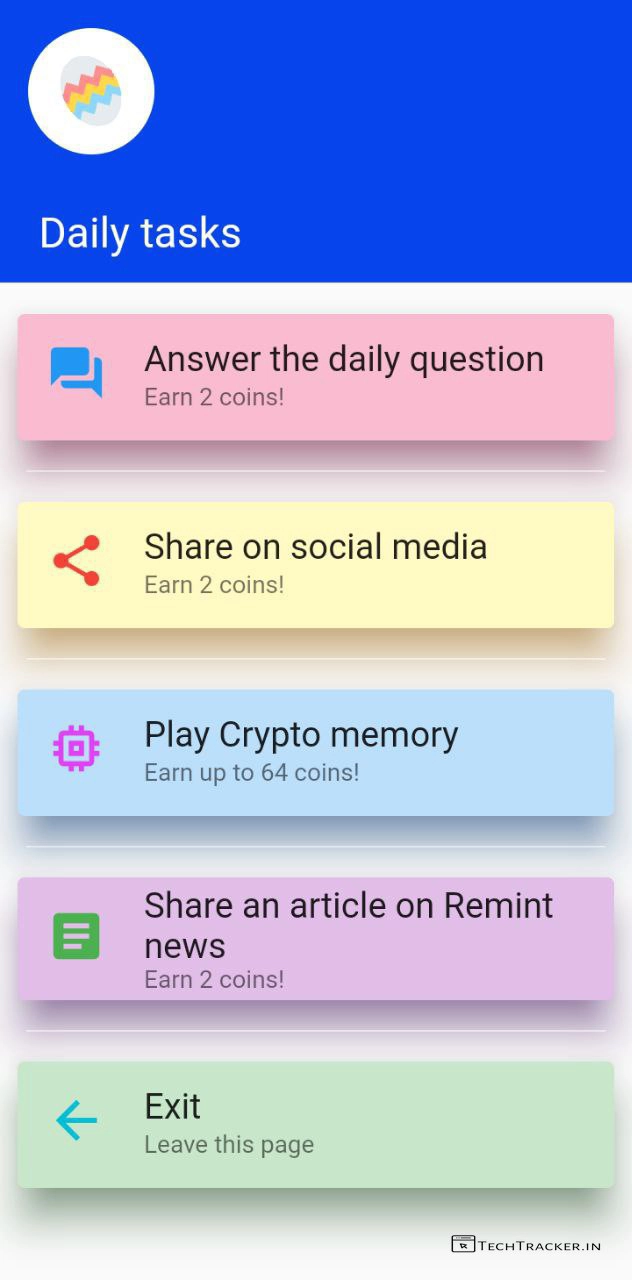 Daily tasks
Answer the daily question
Earn 2 coins!
Share on social media
Earn 2 coins!
Play Crypto memory
Earn up to 64 coins!
Share an article on Remint
news
Earn 2 coins!
Exit
Leave this page
TECHTRACKER.IN